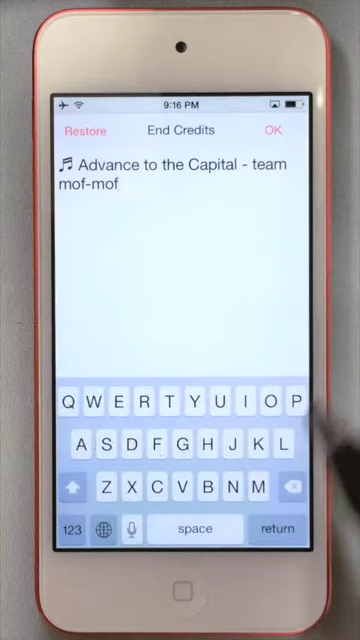 9:16 PM
Restore End Credits OK
🎵 Advance to the Capital - team
mof-mof
Q W E R T Y U I O P
A S D F G H J K L
Z X C V B N M
123 space return